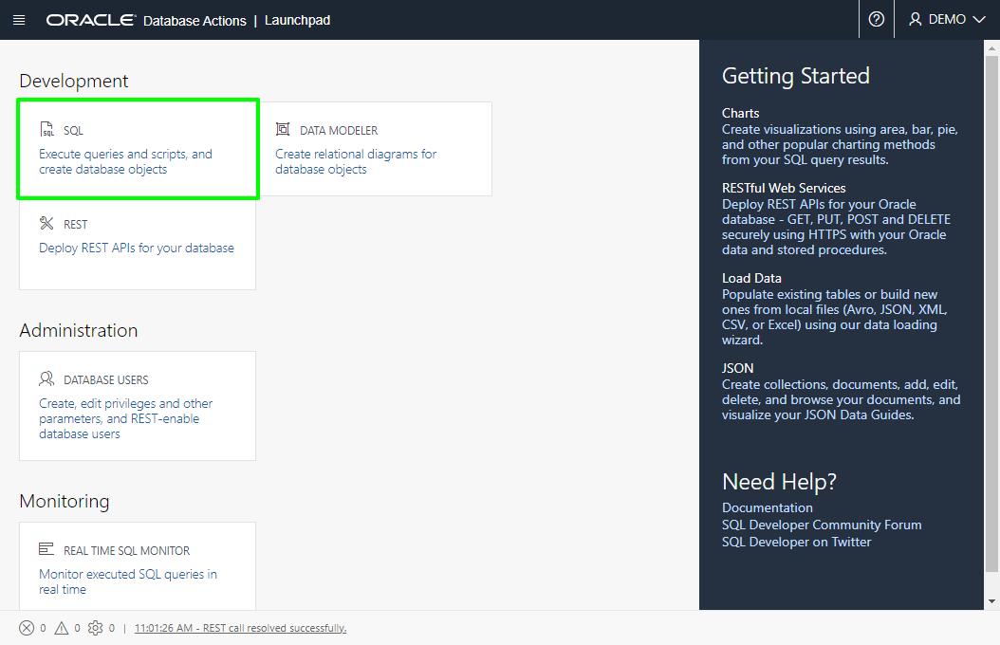 ORACLE Database Actions | Launchpad
DEMO
Development
SQL
Execute queries and scripts, and
create database objects
DATA MODELER
Create relational diagrams for
database objects
REST
Deploy REST APIs for your database
Administration
DATABASE USERS
Create, edit privileges and other
parameters, and REST-enable
database users
Monitoring
REAL TIME SQL MONITOR
Monitor executed SQL queries in
real time
Getting Started
Charts
Create visualizations using area, bar, pie,
and other popular charting methods
from your SQL query results.
RESTful Web Services
Deploy REST APIs for your Oracle
database - GET, PUT, POST and DELETE
securely using HTTPS with your Oracle
data and stored procedures.
Load Data
Populate existing tables or build new
ones from local files (Avro, JSON, XML,
CSV, or Excel) using our data loading
wizard.
JSON
Create collections, documents, add, edit,
delete, and browse your documents, and
visualize your JSON Data Guides.
Need Help?
Documentation
SQL Developer Community Forum
SQL Developer on Twitter
0 0 0 | 11:01:26 AM - REST call resolved successfully.